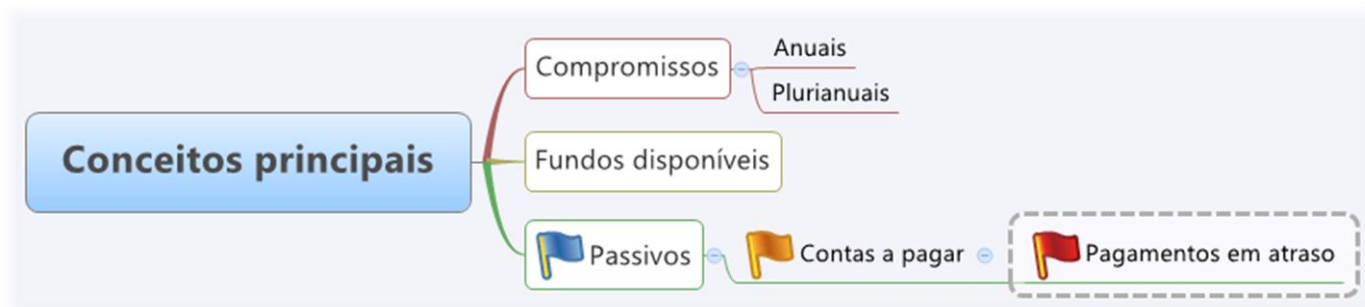 Conceitos principais
Compromissos
Anuais
Plurianuais
Fundos disponíveis
Passivos
Contas a pagar
Pagamentos em atraso